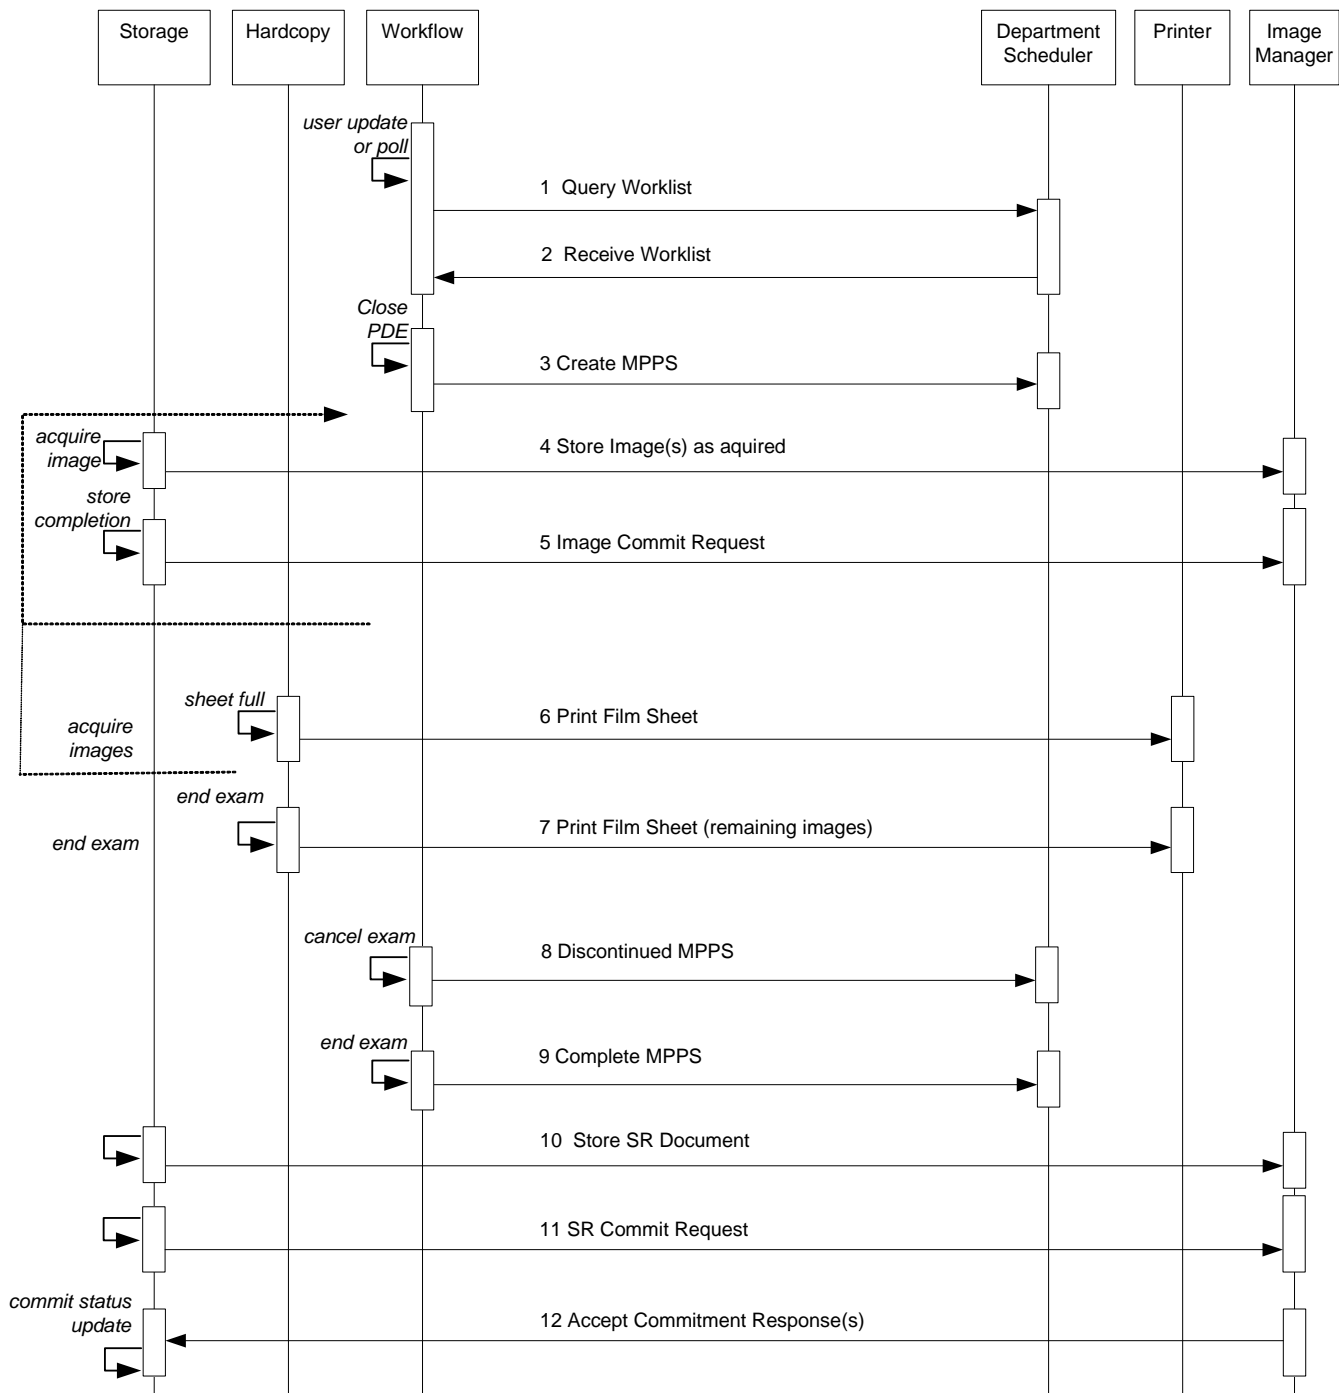 Storage
Hardcopy
Workflow
Department
Scheduler
Printer
Image
Manager
user update
or poll
1 Query Worklist
2 Receive Worklist
Close
PDE
3 Create MPPS
acquire
image
4 Store Image(s) as aquired
store
completion
5 Image Commit Request
sheet full
6 Print Film Sheet
acquire
images
end exam
7 Print Film Sheet (remaining images)
end exam
cancel exam
8 Discontinued MPPS
end exam
9 Complete MPPS
10 Store SR Document
11 SR Commit Request
commit status
update
12 Accept Commitment Response(s)